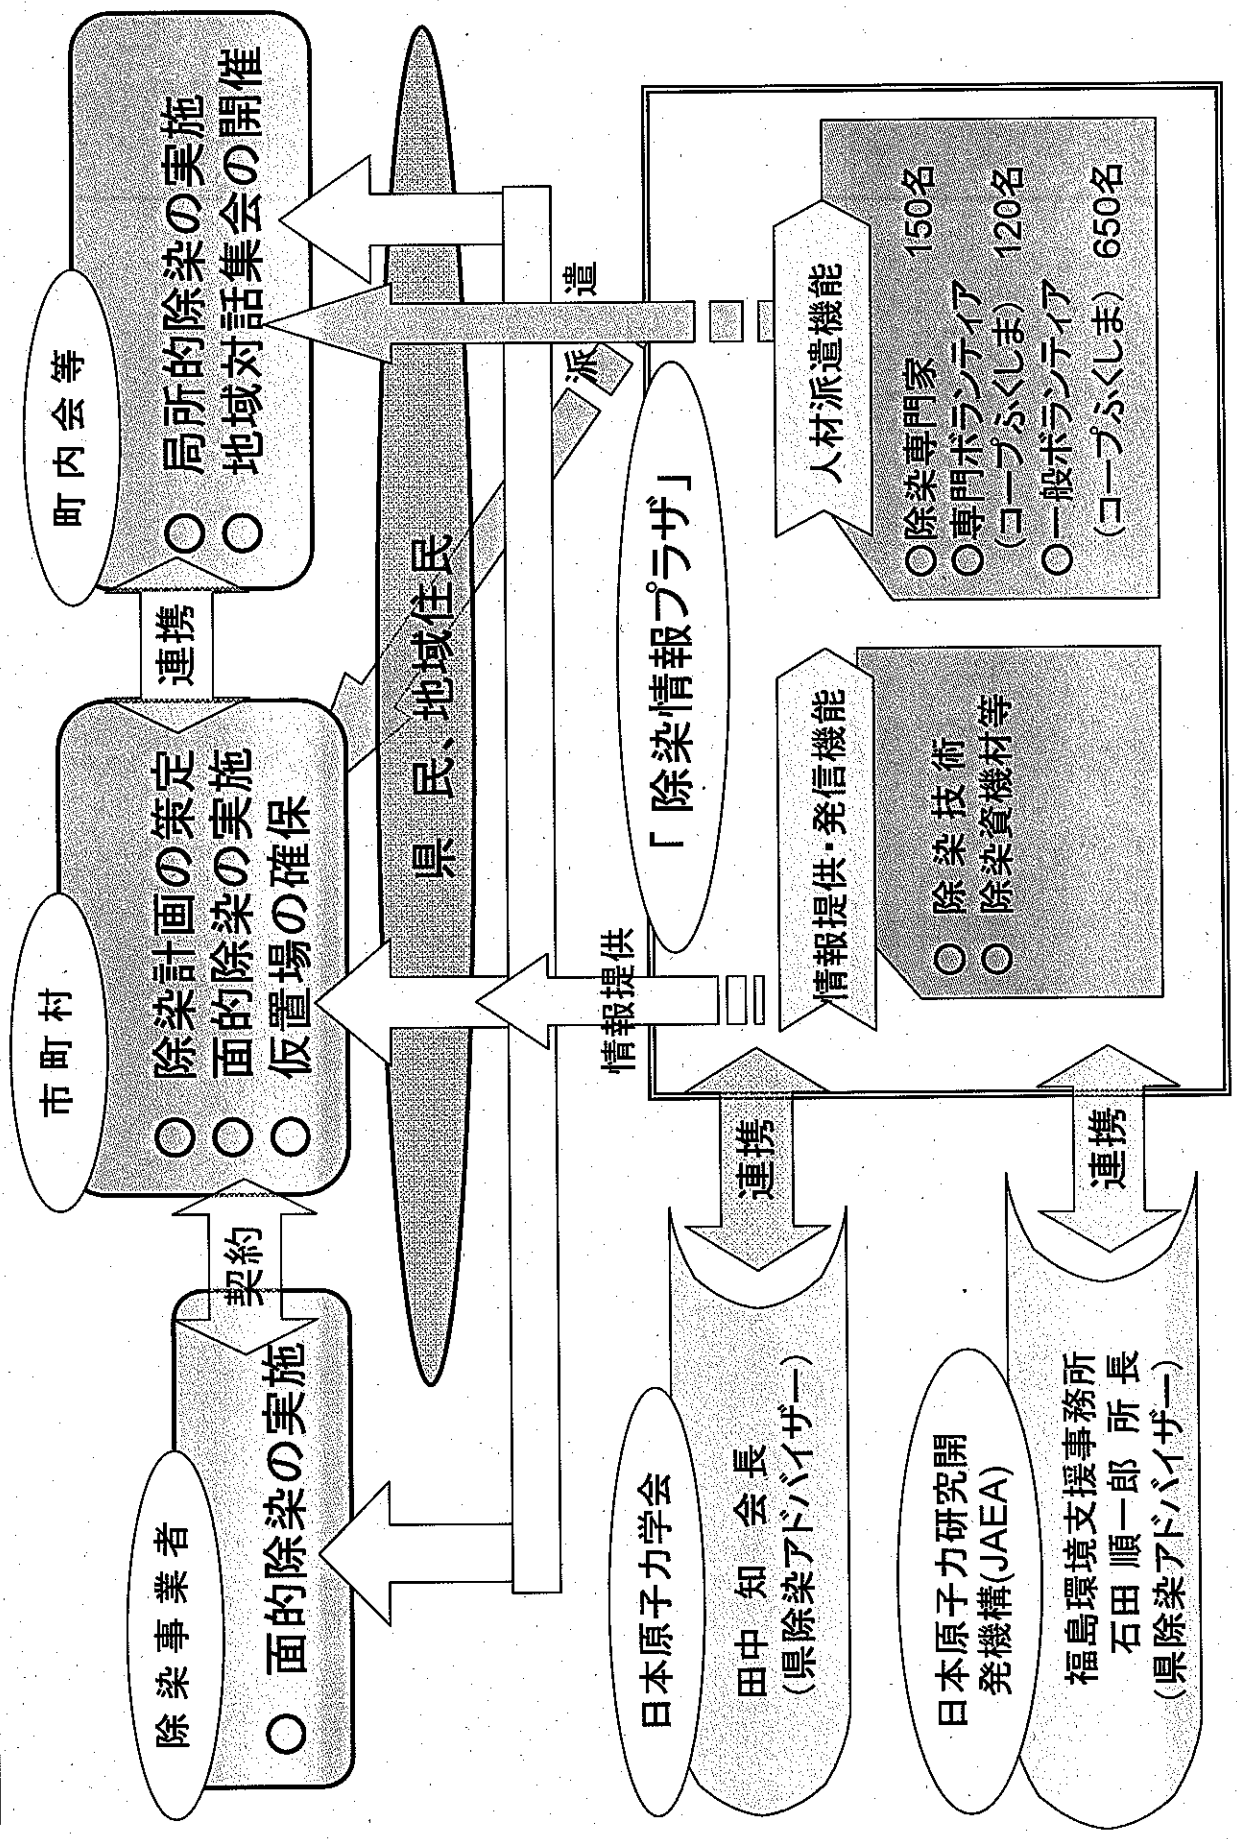 除染事業者
○ 面的除染の実施
契約
市町村
○ 除染計画の策定
○ 面的除染の実施
○ 仮置場の確保
連携
町内会等
○ 局所的除染の実施
○ 地域対話集会の開催
県民、地域住民
情報提供
派遣
「除染情報プラザ」
情報提供・発信機能
○ 除染技術
○ 除染資機材等
人材派遣機能
○除染専門家 150名
○専門ボランティア
(コープふくしま) 120名
○一般ボランティア
(コープふくしま) 650名
日本原子力学会
田中 知 会長
(県除染アドバイザー)
連携
日本原子力研究開
発機構(JAEA)
福島環境支援事務所
石田 順一郎 所長
(県除染アドバイザー)
連携